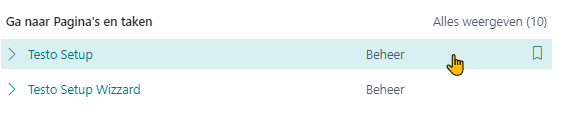 Ga naar Pagina's en taken Alles weergeven (10)
Testo Setup Beheer
Testo Setup Wizzard Beheer